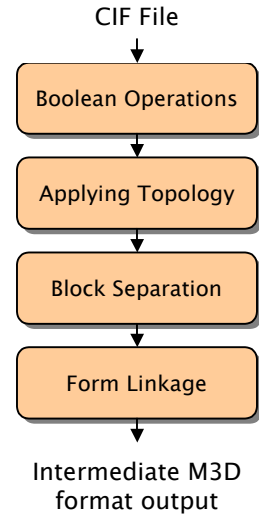 CIF File
Boolean Operations
Applying Topology
Block Separation
Form Linkage
Intermediate M3D
format output